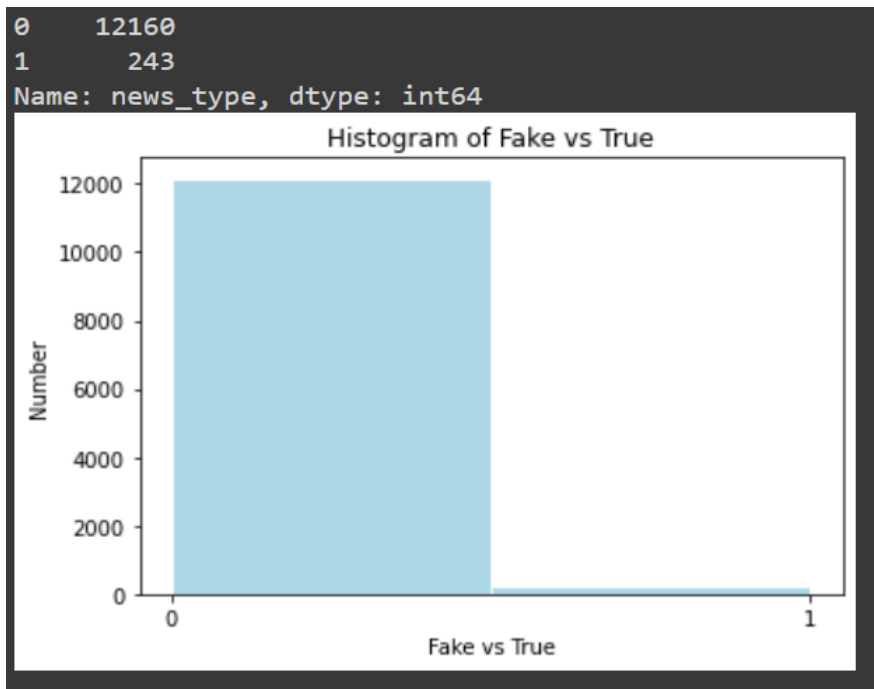 0    12160
1      243
Name: news_type, dtype: int64
Histogram of Fake vs True
12000
10000
8000
6000
4000
2000
0
Number
0 1
Fake vs True